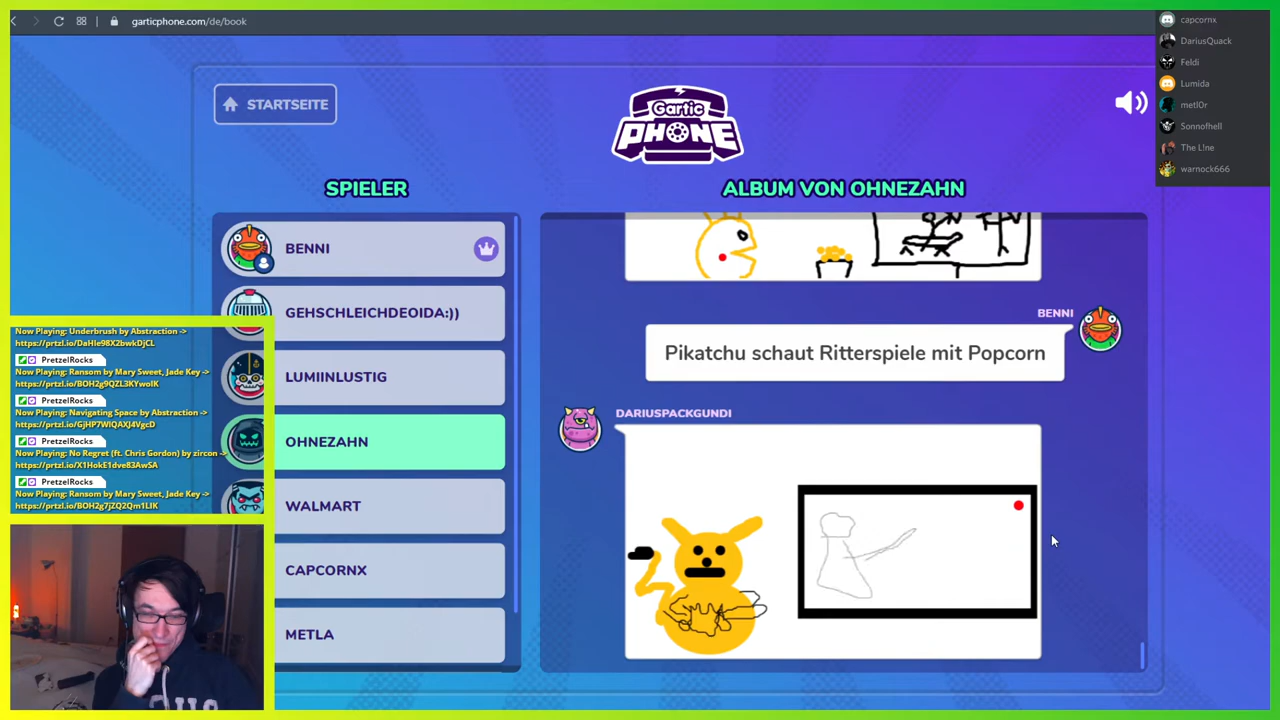 garticphone.com/de/book
capcornx
DariusQuack
Feldi
Lumida
metl0r
Sonnofhell
The L!ne
warnock666
STARTSEITE
Gartic
PHONE
SPIELER
ALBUM VON OHNEZAHN
BENNI
GEHSCHLEICHDEOIDA:))
LUMIINLUSTIG
OHNEZAHN
WALMART
CAPCORNX
METLA
BENNI
Pikatchu schaut Ritterspiele mit Popcorn
DARIUSPACKGUNDI
Now Playing: Underbrush by Abstraction ->
https://prtzl.io/DaHle98X2bwkDjCL
PretzelRocks
Now Playing: Ransom by Mary Sweet, Jade Key ->
https://prtzl.io/BOH2g9QZL3KYwolK
PretzelRocks
Now Playing: Navigating Space by Abstraction ->
https://prtzl.io/GjHP7WlQAXJ4VgcD
PretzelRocks
Now Playing: No Regret (ft. Chris Gordon) by zircon ->
https://prtzl.io/X1HokE1dve83AwSA
PretzelRocks
Now Playing: Ransom by Mary Sweet, Jade Key ->
https://prtzl.io/BOH2g7jZQ2Qm1LIK